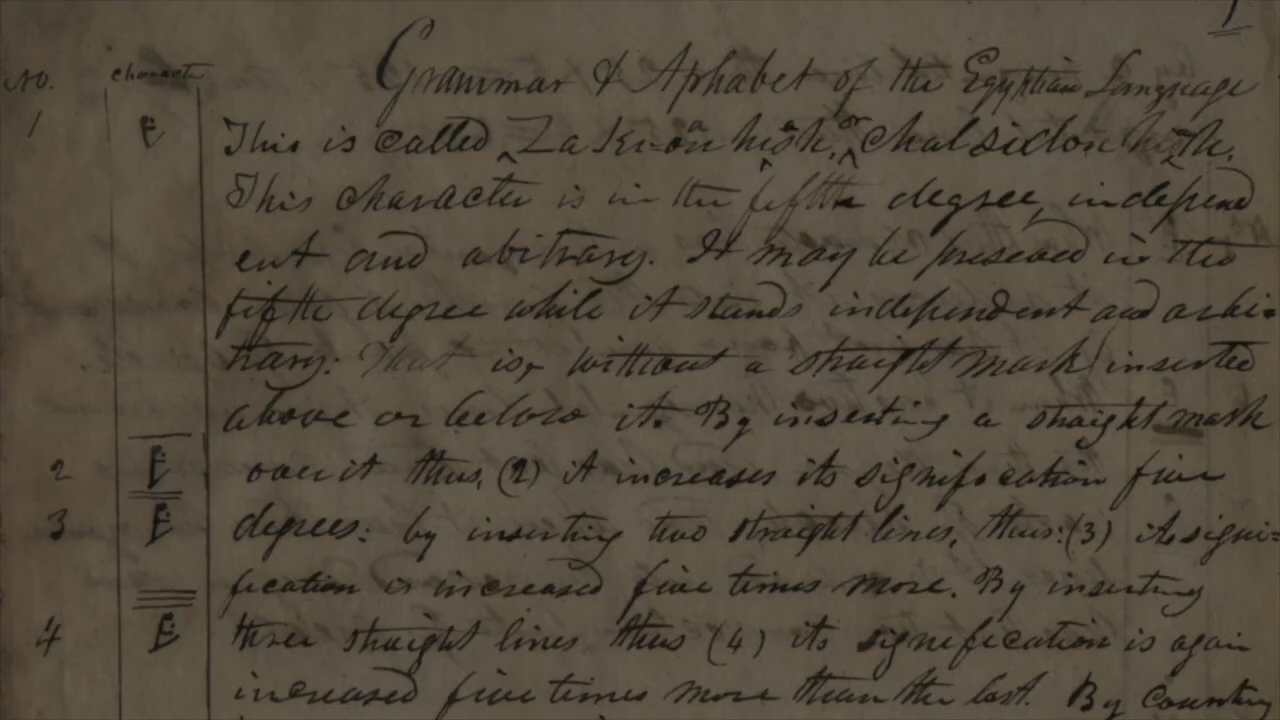 1
Grammar & Aphabet of the Egyptian Language
No. character
1 This is called Za Ki-on hish, or chalsidon hish.
This character is in the fifth degree, independ
ent and abitrary. It may be preseved in the
fifth degree while it stands independent and arbi=
trary: That is, without a straight mark inserted
above or below it. By inserting a straight mark
2 over it thus, (2) it increases its signification five
3 degrees: by inserting two straight lines, thus: (3) its signi=
fication is increased five times more. By inserting
4 three straight lines thus (4) its signification is again
increased five times more than the last. By counting